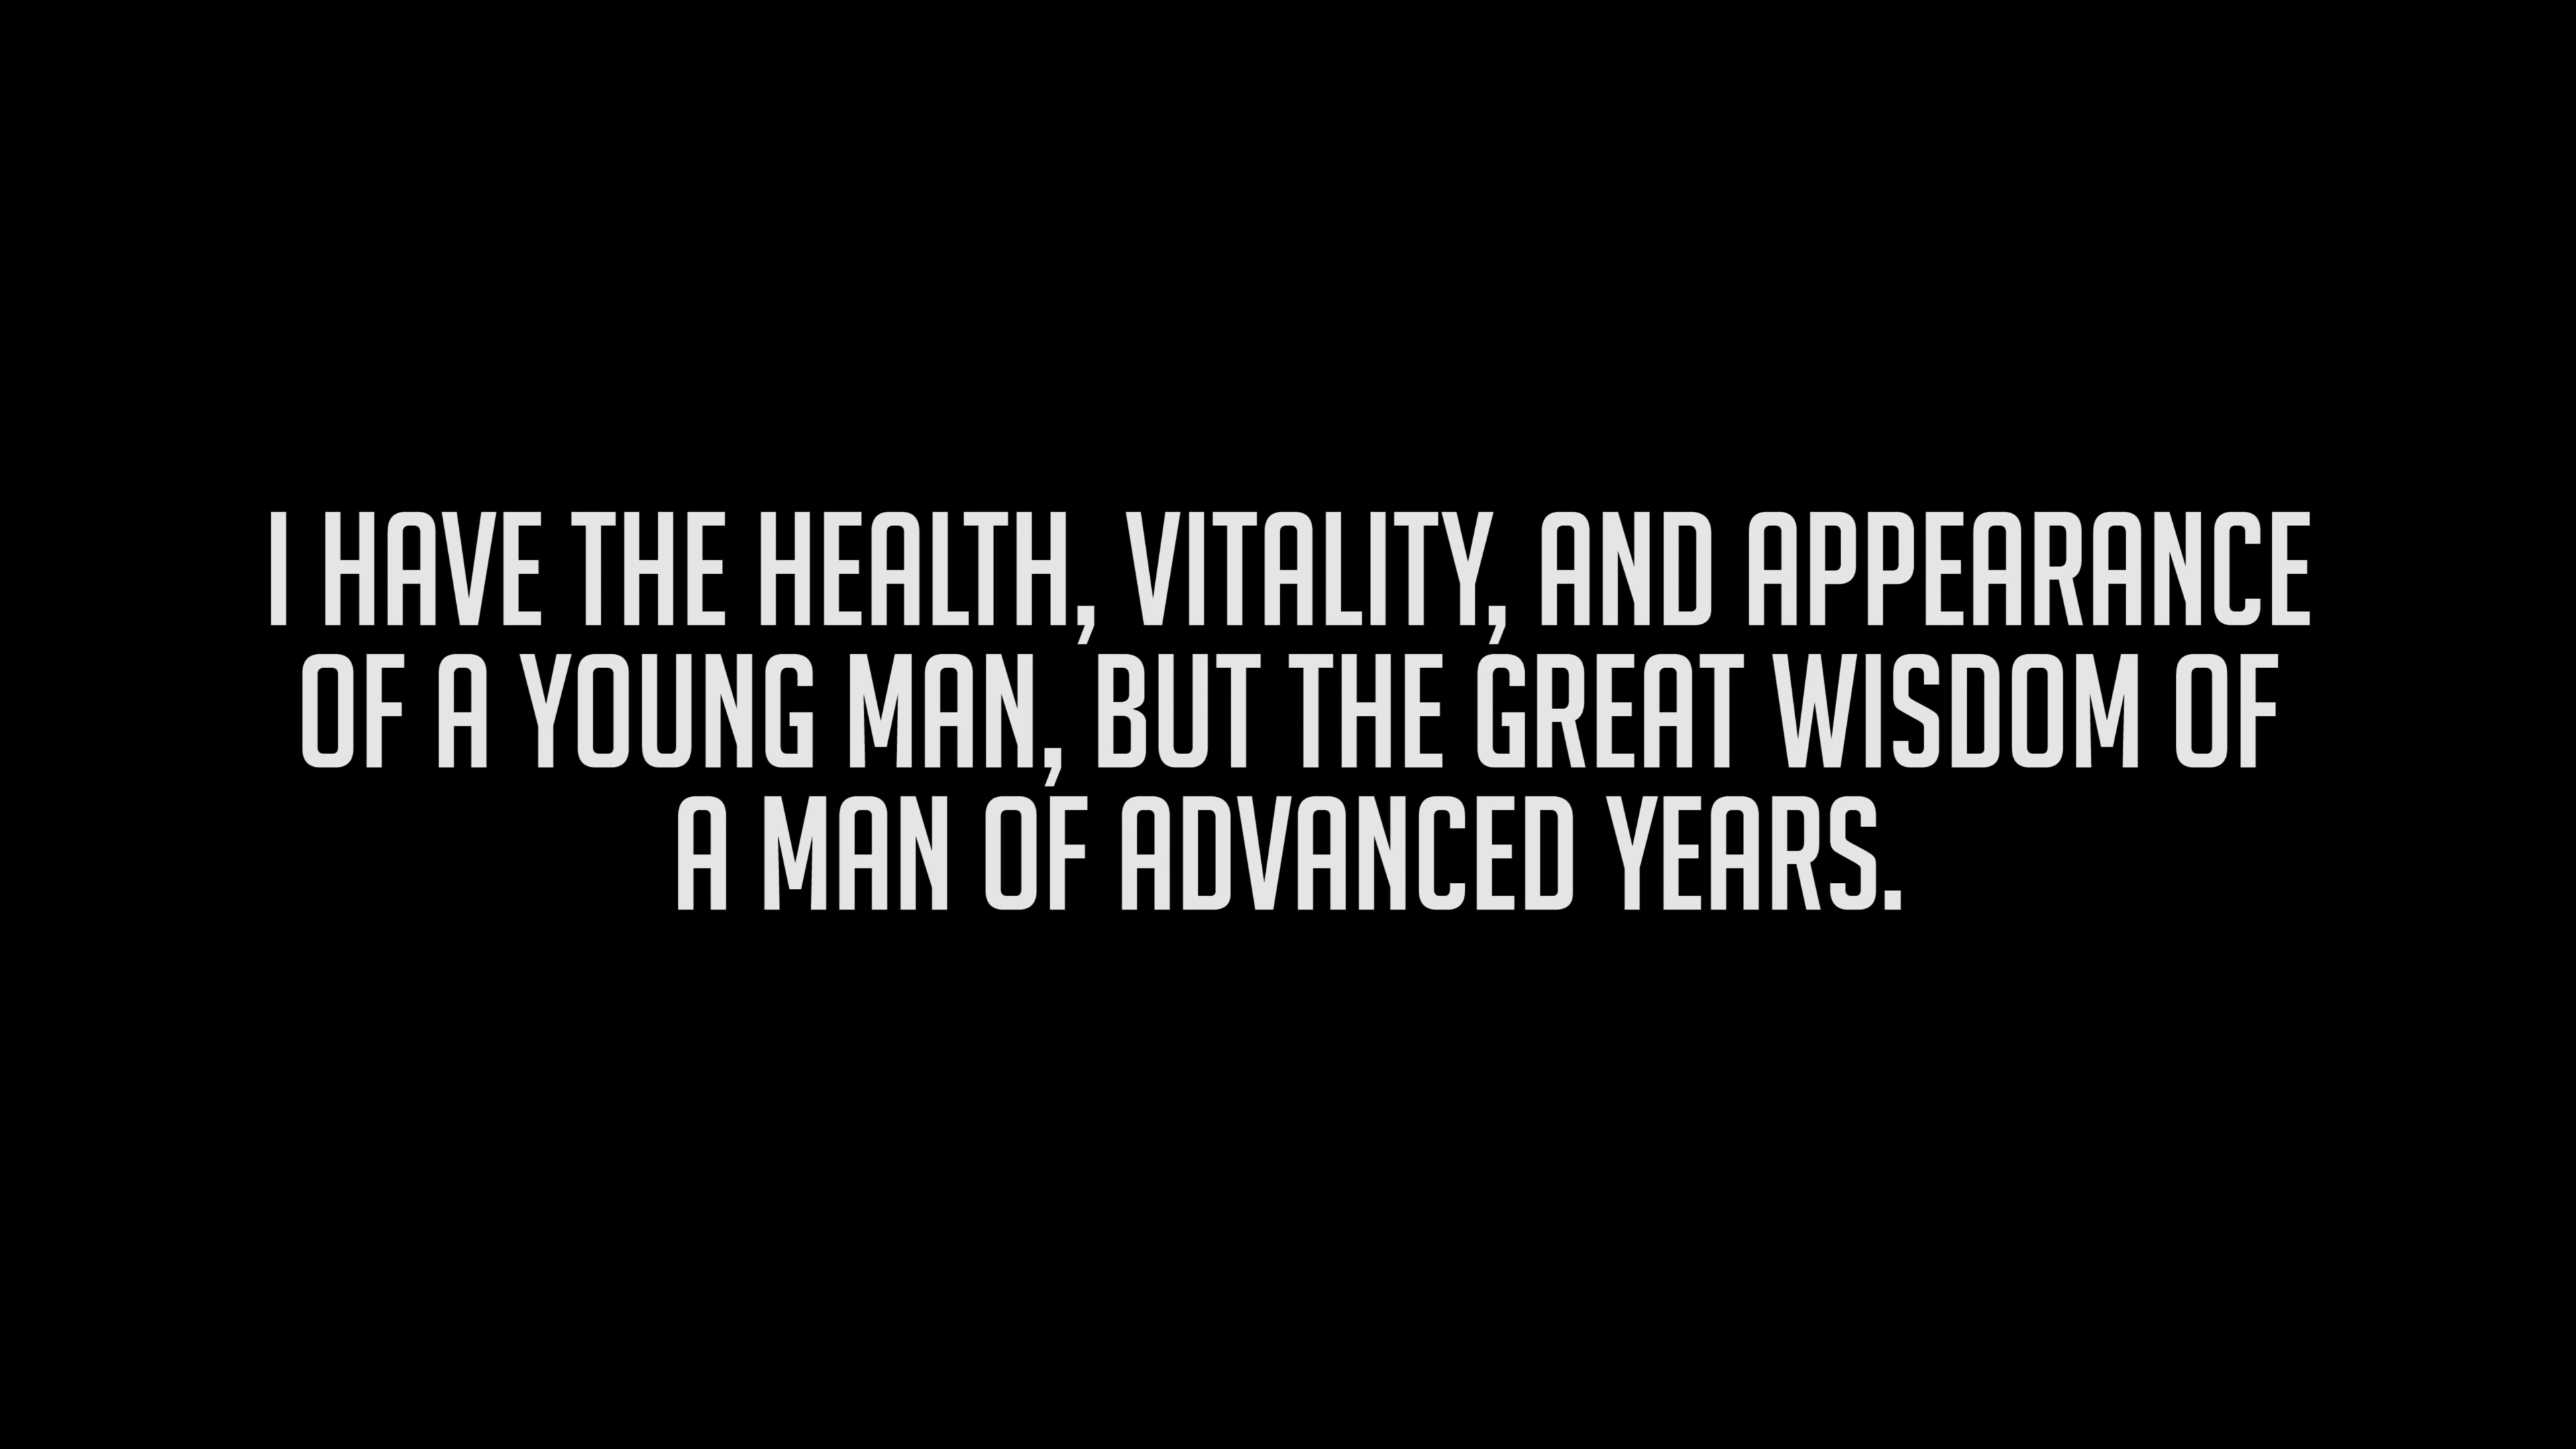 I HAVE THE HEALTH, VITALITY, AND APPEARANCE
OF A YOUNG MAN, BUT THE GREAT WISDOM OF
A MAN OF ADVANCED YEARS.